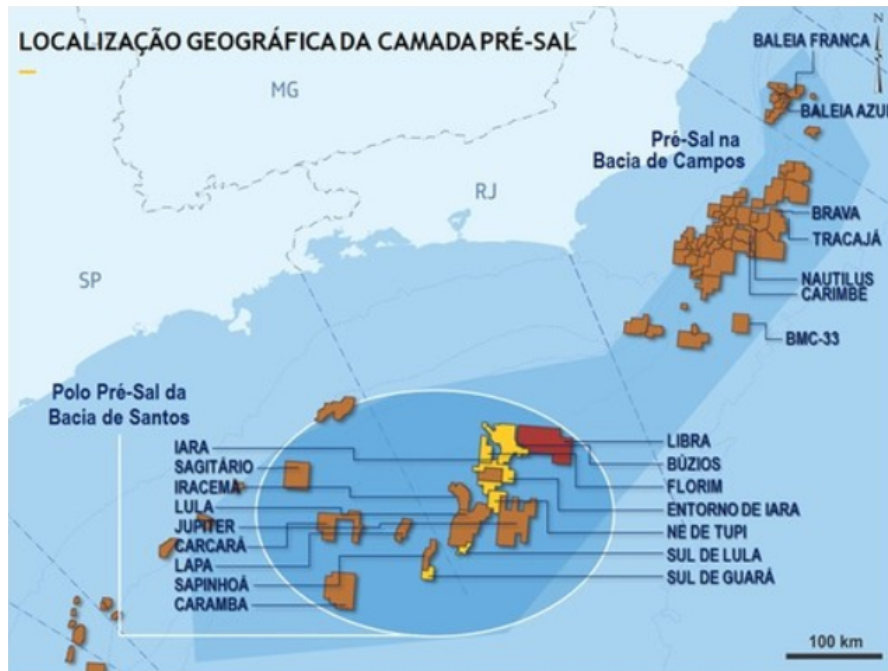 LOCALIZAÇÃO GEOGRÁFICA DA CAMADA PRÉ-SAL
N
BALEIA FRANCA
MG
BALEIA AZUL
Pré-Sal na
Bacia de Campos
RJ
BRAVA
TRACAJÁ
SP
NAUTILUS
CARIMBÉ
BMC-33
Polo Pré-Sal da
Bacia de Santos
IARA
SAGITÁRIO
IRACEMA
LULA
JUPITER
CARCARÁ
LAPA
SAPINHOÁ
CARAMBA
LIBRA
BÚZIOS
FLORIM
ENTORNO DE IARA
NE DE TUPI
SUL DE LULA
SUL DE GUARÁ
100 km